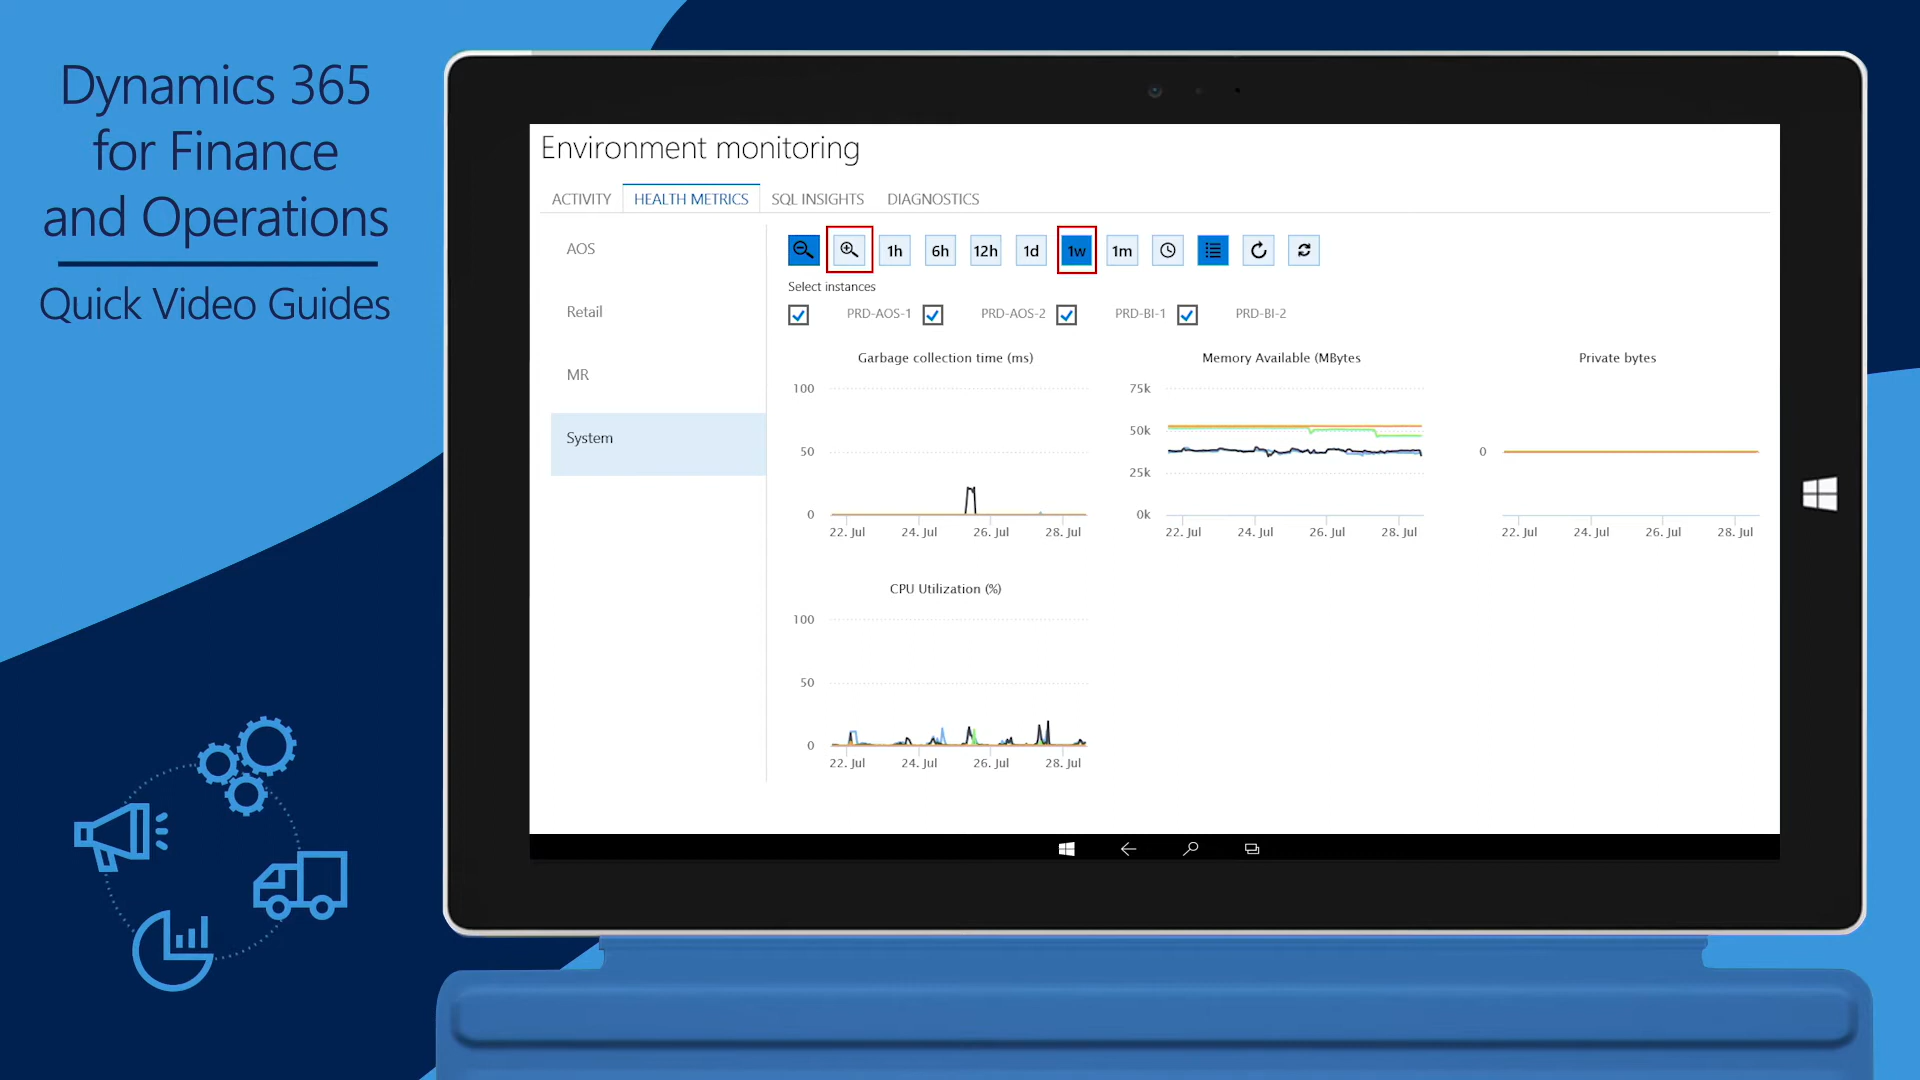 Dynamics 365
for Finance
and Operations
Quick Video Guides
Environment monitoring
ACTIVITY HEALTH METRICS SQL INSIGHTS DIAGNOSTICS
AOS
Retail
MR
System
1h 6h 12h 1d 1w 1m
Select instances
PRD-AOS-1 PRD-AOS-2 PRD-BI-1 PRD-BI-2
Garbage collection time (ms)
100
50
0
22. Jul 24. Jul 26. Jul 28. Jul
Memory Available (MBytes
75k
50k
25k
0k
22. Jul 24. Jul 26. Jul 28. Jul
Private bytes
0
22. Jul 24. Jul 26. Jul 28. Jul
CPU Utilization (%)
100
50
0
22. Jul 24. Jul 26. Jul 28. Jul